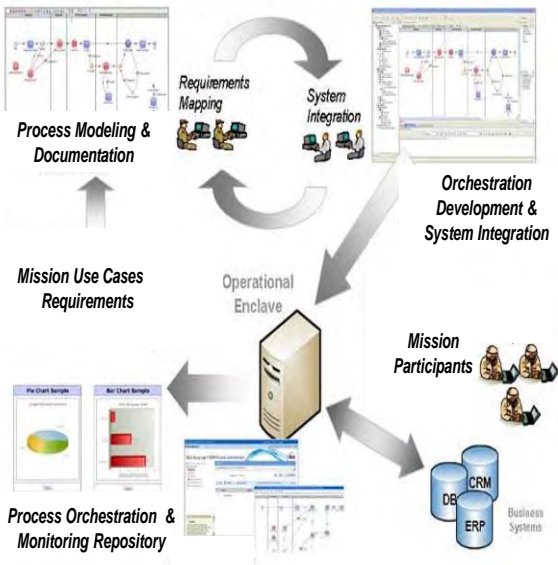 Requirements
Mapping
System
Integration
Process Modeling &
Documentation
Orchestration
Development &
System Integration
Mission Use Cases
Requirements
Operational
Enclave
Mission
Participants
Pie Chart Sample
Bar Chart Sample
DB
CRM
ERP
Business
Systems
Process Orchestration &
Monitoring Repository